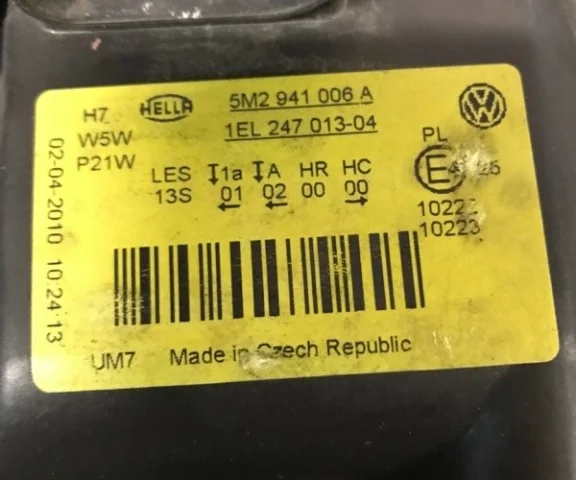 H7
W5W
P21W
HELLA
5M2 941 006 A
1EL 247 013-04
VW
PL
E
LES 1a A HR HC
13S 01 02 00 00
10223
02-04-2010 10:24:13
UM7 Made in Czech Republic